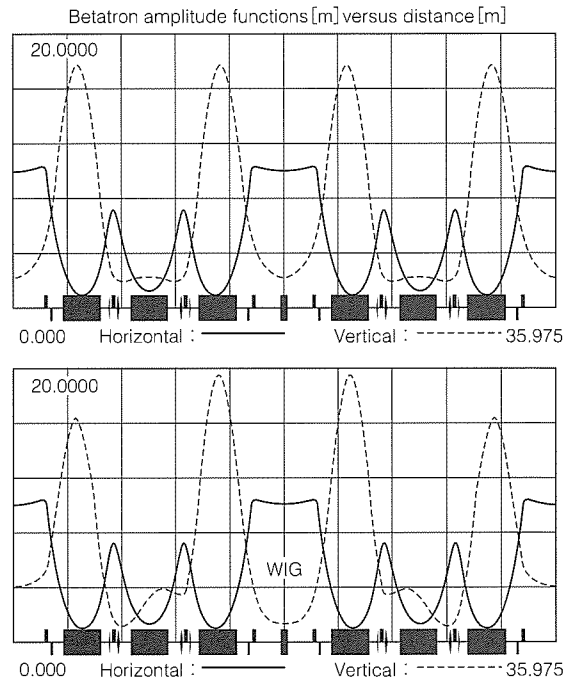 Betatron amplitude functions[m]versus distance[m]
20.0000
0.000 Horizontal : Vertical : 35.975
20.0000
WIG
0.000 Horizontal : Vertical : 35.975